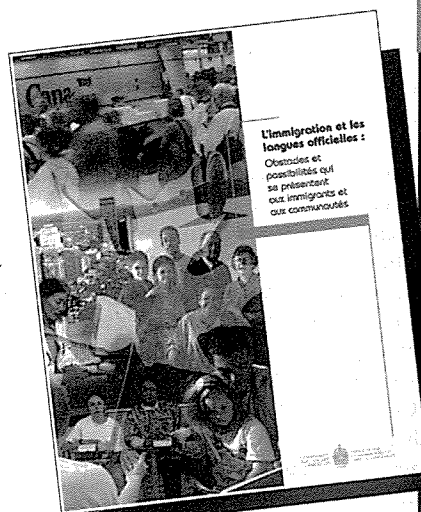 Cana
L'immigration et les
langues officielles :
Obstacles et
possibilités qui
se présentent
aux immigrants et
aux communautés